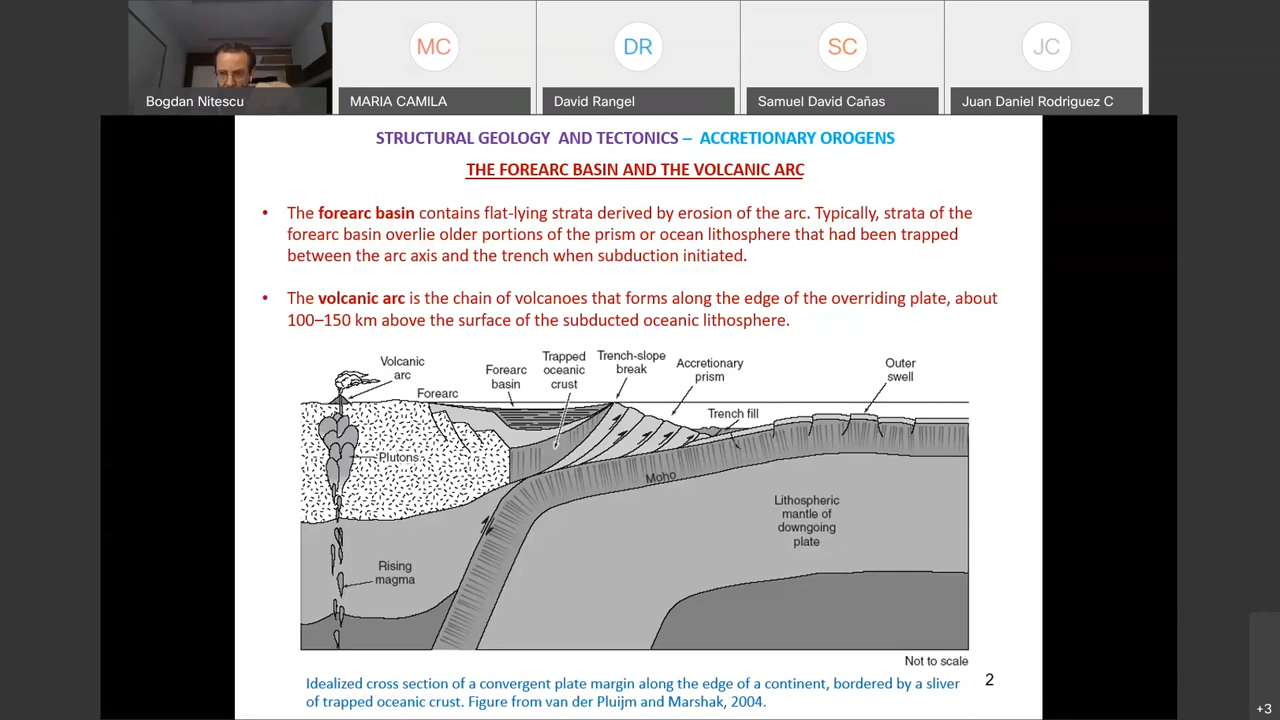 MC
DR
SC
JC
Bogdan Nitescu
MARIA CAMILA
David Rangel
Samuel David Cañas
Juan Daniel Rodriguez C
STRUCTURAL GEOLOGY AND TECTONICS – ACCRETIONARY OROGENS
THE FOREARC BASIN AND THE VOLCANIC ARC
• The forearc basin contains flat-lying strata derived by erosion of the arc. Typically, strata of the
forearc basin overlie older portions of the prism or ocean lithosphere that had been trapped
between the arc axis and the trench when subduction initiated.
• The volcanic arc is the chain of volcanoes that forms along the edge of the overriding plate, about
100–150 km above the surface of the subducted oceanic lithosphere.
Volcanic
arc
Forearc
Forearc
basin
Trapped
oceanic
crust
Trench-slope
break
Accretionary
prism
Trench fill
Outer
swell
Plutons
Moho
Lithospheric
mantle of
downgoing
plate
Rising
magma
Not to scale
Idealized cross section of a convergent plate margin along the edge of a continent, bordered by a sliver
of trapped oceanic crust. Figure from van der Pluijm and Marshak, 2004.
2
+3